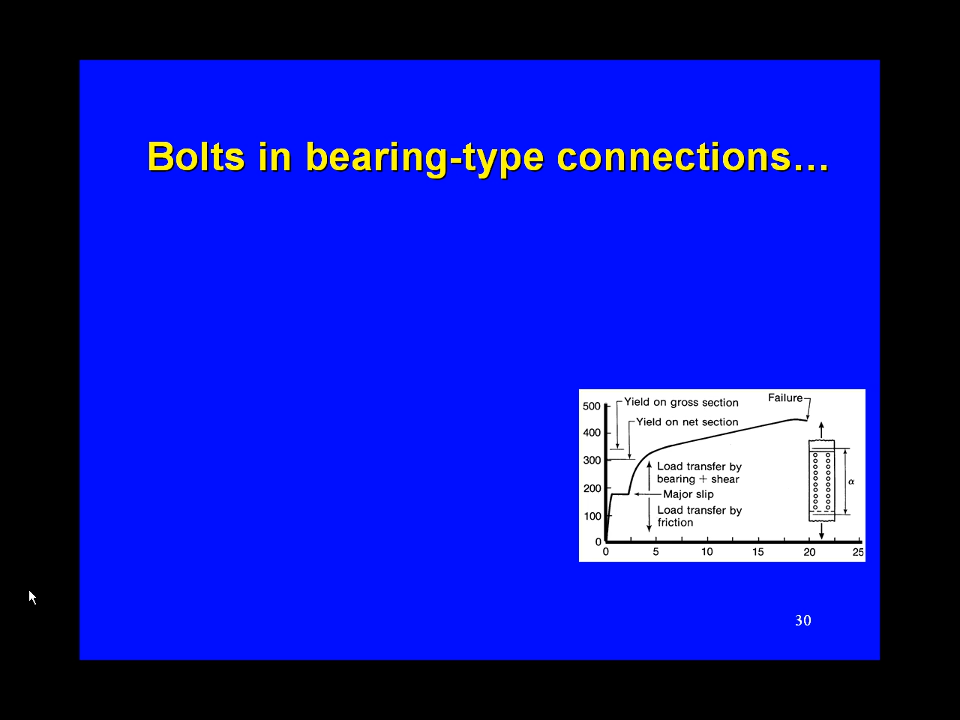 Bolts in bearing-type connections…
500
400
300
200
100
0
Yield on gross section
Failure
Yield on net section
Load transfer by
bearing + shear
Major slip
Load transfer by
friction
α
0 5 10 15 20 25
30